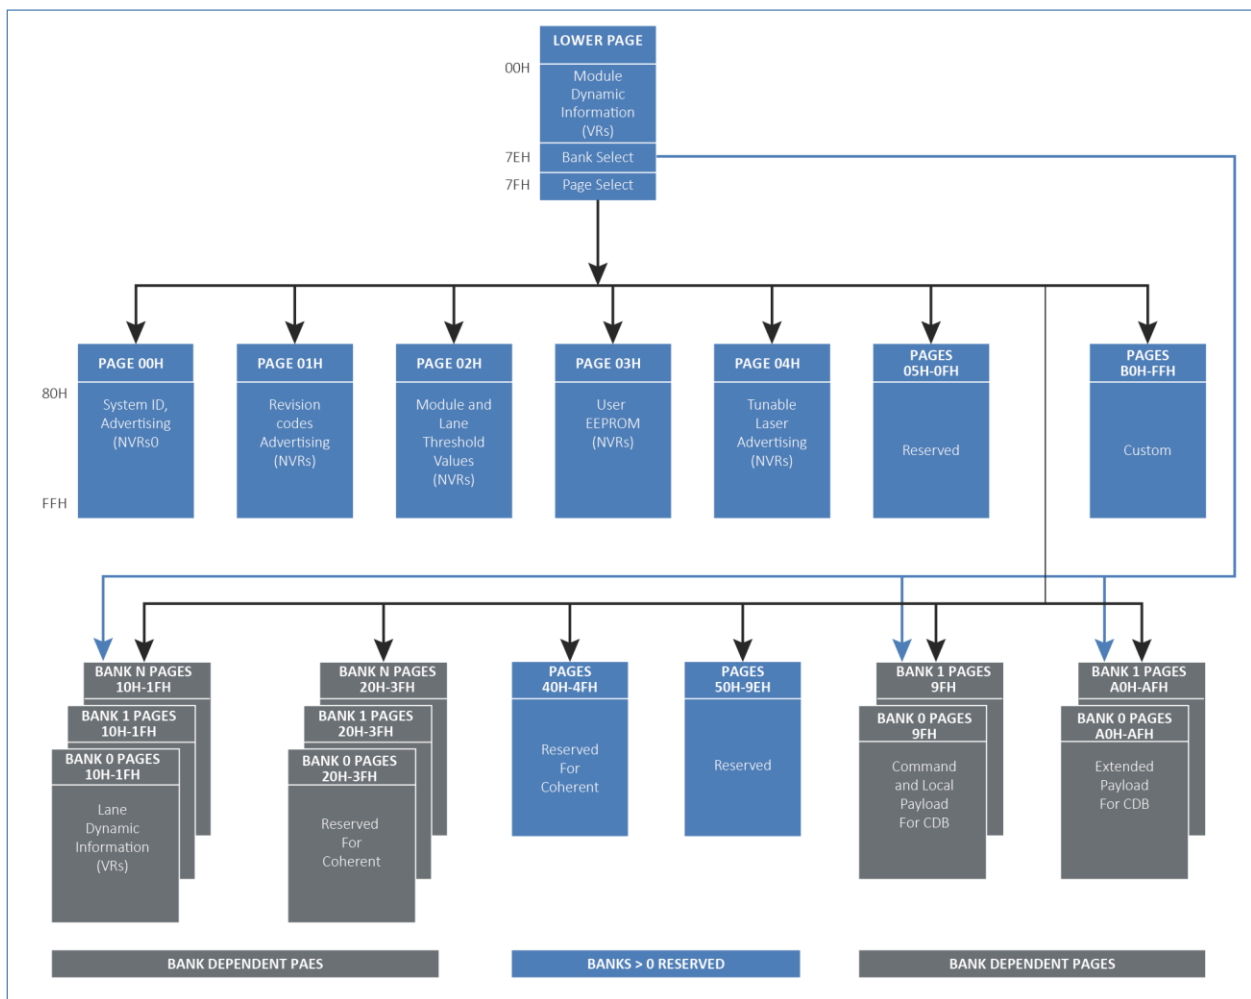 LOWER PAGE
00H
Module
Dynamic
Information
(VRs)
7EH
Bank Select
7FH
Page Select
PAGE 00H
80H
System ID,
Advertising
(NVRs0
FFH
PAGE 01H
Revision
codes
Advertising
(NVRs)
PAGE 02H
Module and
Lane
Threshold
Values
(NVRs)
PAGE 03H
User
EEPROM
(NVRs)
PAGE 04H
Tunable
Laser
Advertising
(NVRs)
PAGES
05H-0FH
Reserved
PAGES
B0H-FFH
Custom
BANK N PAGES
10H-1FH
BANK 1 PAGES
10H-1FH
BANK 0 PAGES
10H-1FH
Lane
Dynamic
Information
(VRs)
BANK N PAGES
20H-3FH
BANK 1 PAGES
20H-3FH
BANK 0 PAGES
20H-3FH
Reserved
For
Coherent
PAGES
40H-4FH
Reserved
For
Coherent
PAGES
50H-9EH
Reserved
BANK 1 PAGES
9FH
BANK 0 PAGES
9FH
Command
and Local
Payload
For CDB
BANK 1 PAGES
A0H-AFH
BANK 0 PAGES
A0H-AFH
Extended
Payload
For CDB
BANK DEPENDENT PAES
BANKS > 0 RESERVED
BANK DEPENDENT PAGES